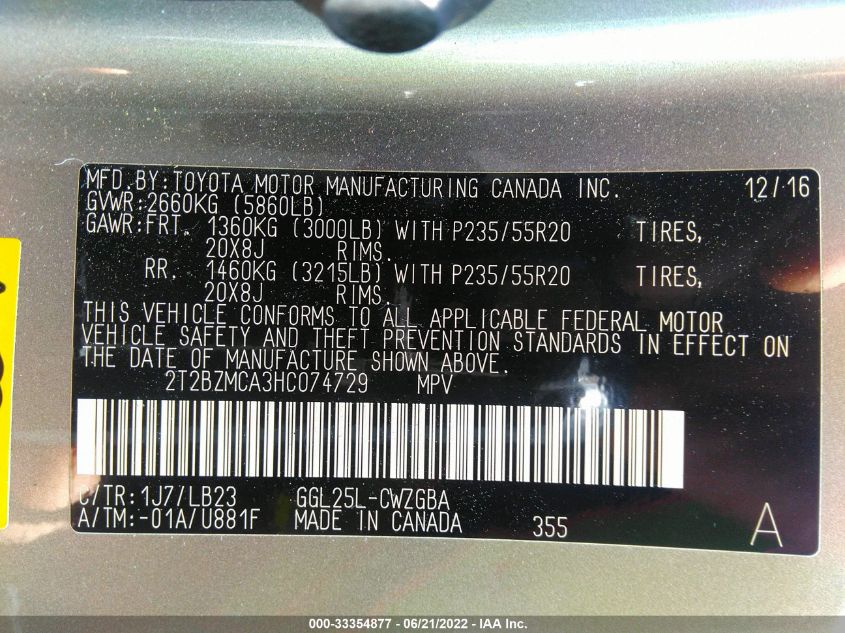 MFD.BY:TOYOTA MOTOR MANUFACTURING CANADA INC. 12/16
GVWR:2660KG (5860LB)
GAWR:FRT. 1360KG (3000LB) WITH P235/55R20 TIRES,
20X8J RIMS.
RR. 1460KG (3215LB) WITH P235/55R20 TIRES,
20X8J RIMS.
THIS VEHICLE CONFORMS TO ALL APPLICABLE FEDERAL MOTOR
VEHICLE SAFETY AND THEFT PREVENTION STANDARDS IN EFFECT ON
THE DATE OF MANUFACTURE SHOWN ABOVE.
2T2BZMCA3HC074729 MPV
C/TR:1J7/LB23 GGL25L-CWZGBA
A/TM:-01A/U881F MADE IN CANADA 355 A
000-33354877 - 06/21/2022 - IAA Inc.